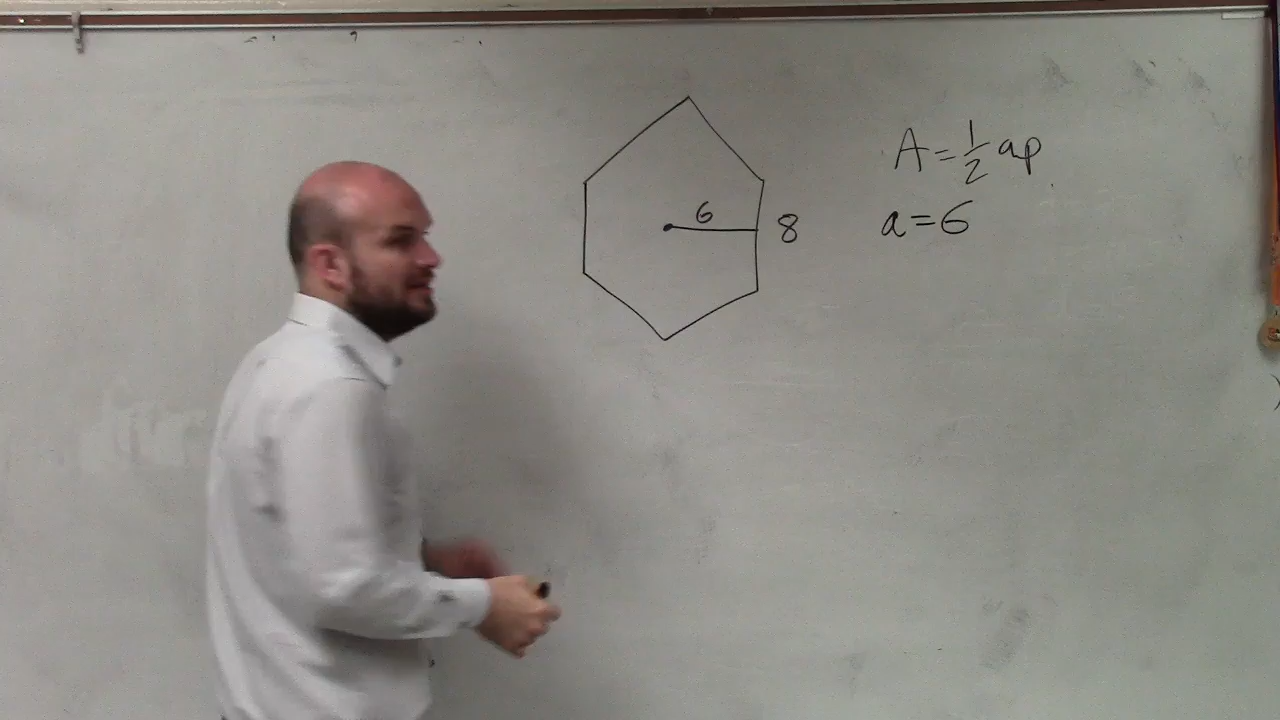 6
8
A = 1/2 ap
a = 6